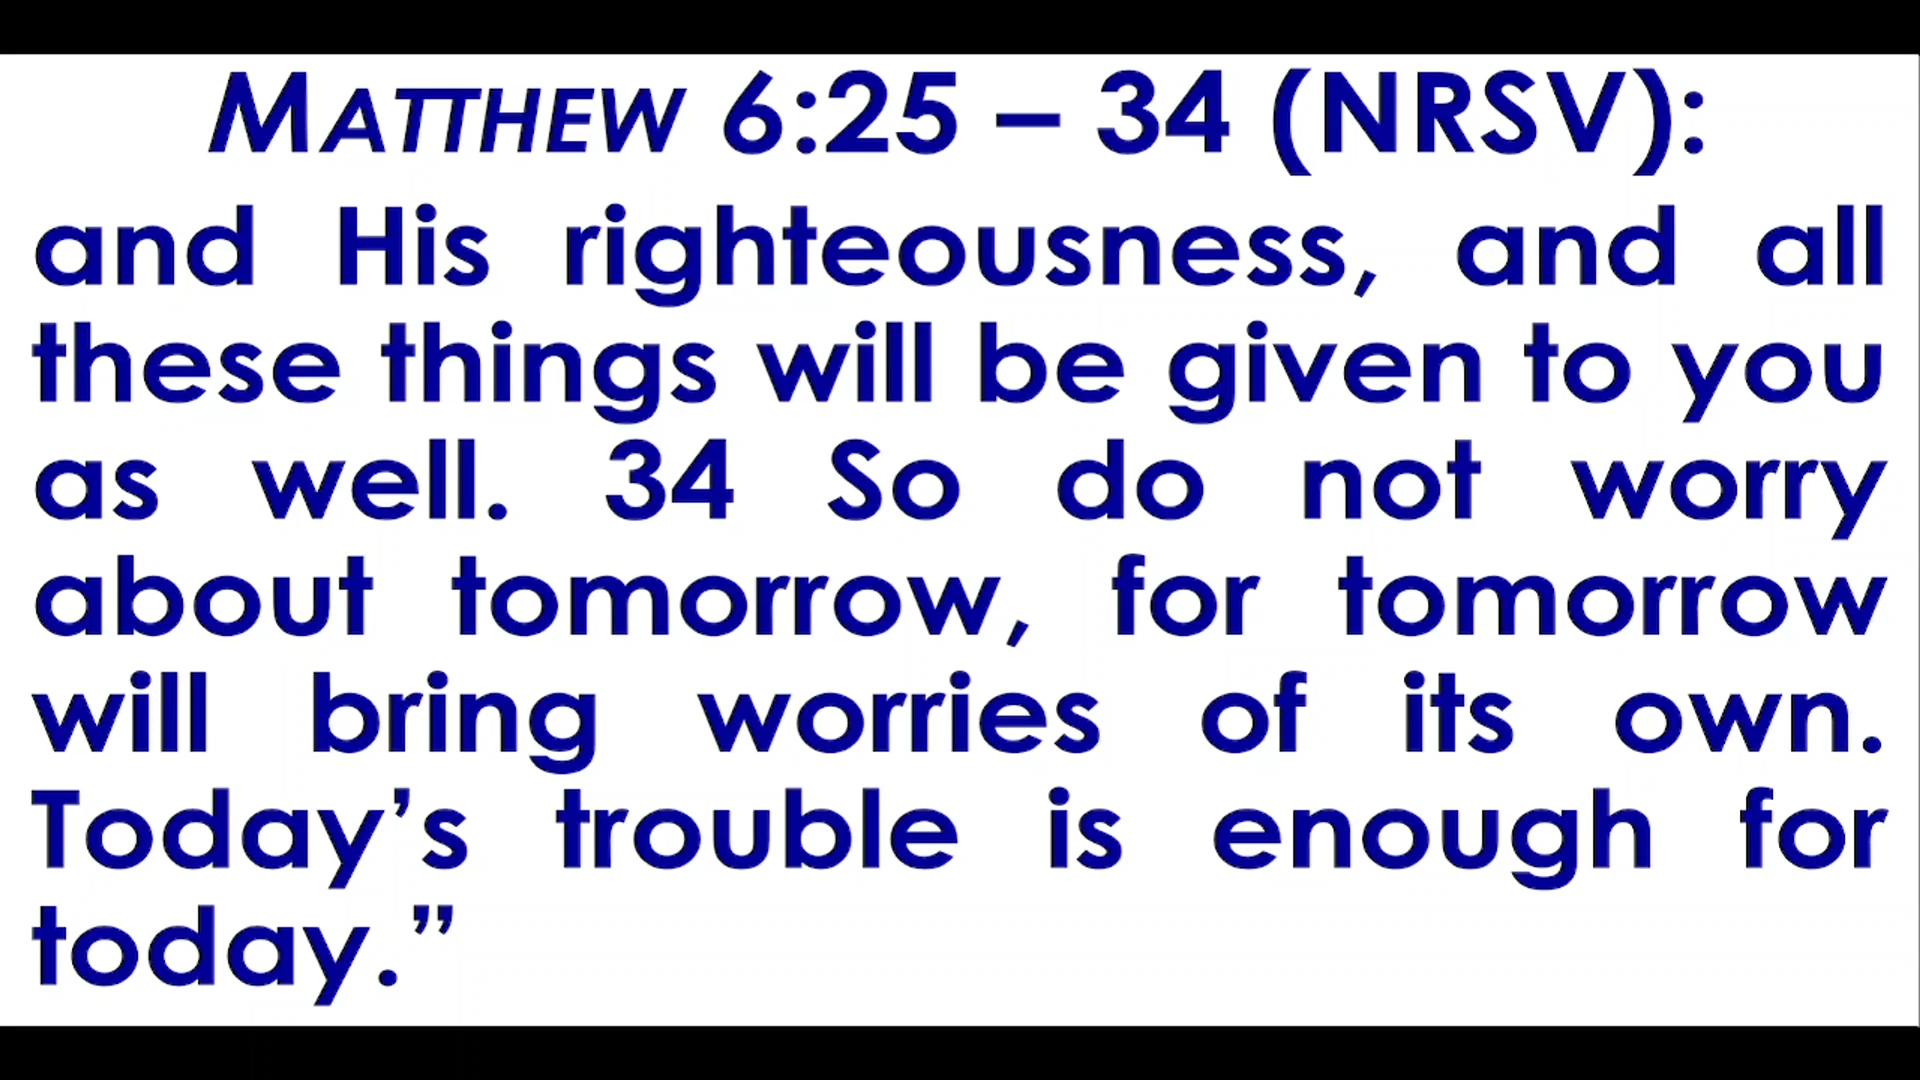 MATTHEW 6:25 – 34 (NRSV):
and His righteousness, and all
these things will be given to you
as well. 34 So do not worry
about tomorrow, for tomorrow
will bring worries of its own.
Today’s trouble is enough for
today.”